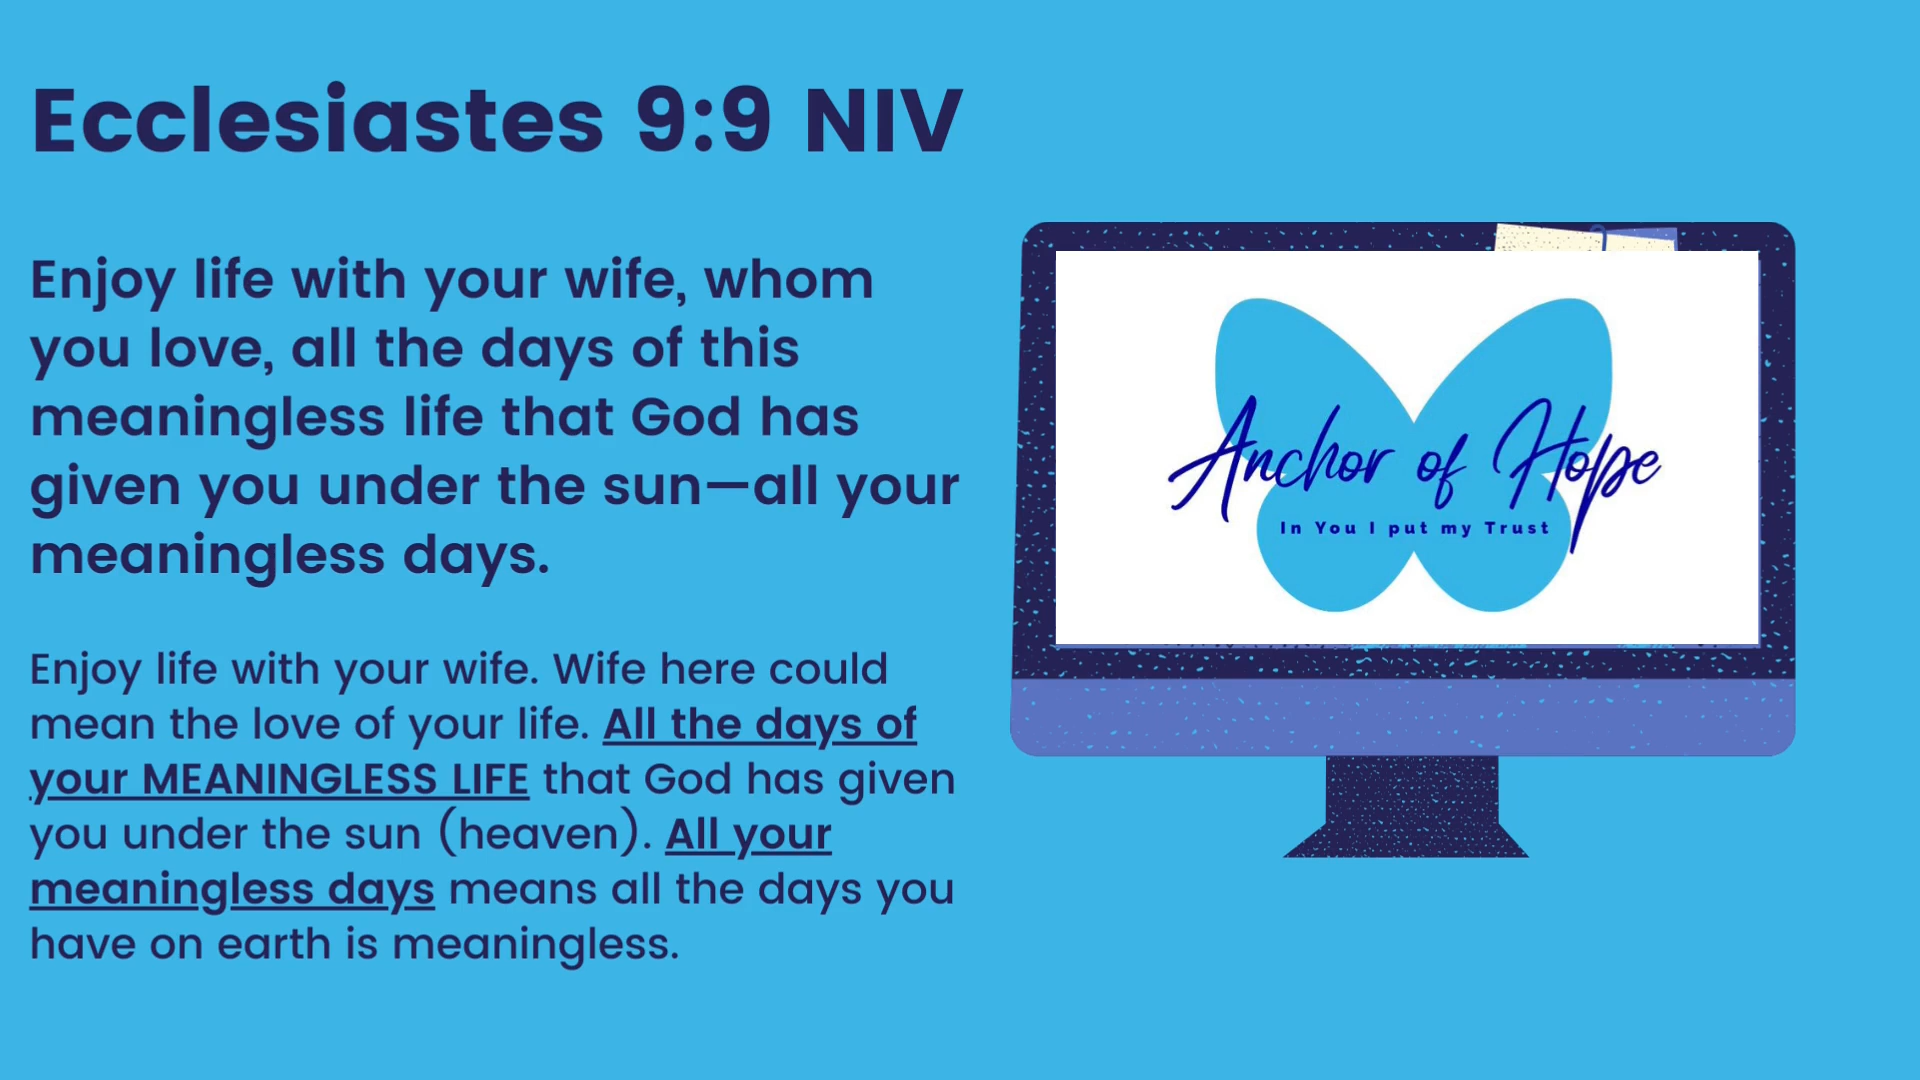 Ecclesiastes 9:9 NIV
Enjoy life with your wife, whom
you love, all the days of this
meaningless life that God has
given you under the sun—all your
meaningless days.
Enjoy life with your wife. Wife here could
mean the love of your life. All the days of
your MEANINGLESS LIFE that God has given
you under the sun (heaven). All your
meaningless days means all the days you
have on earth is meaningless.
Anchor of Hope
In You I put my Trust